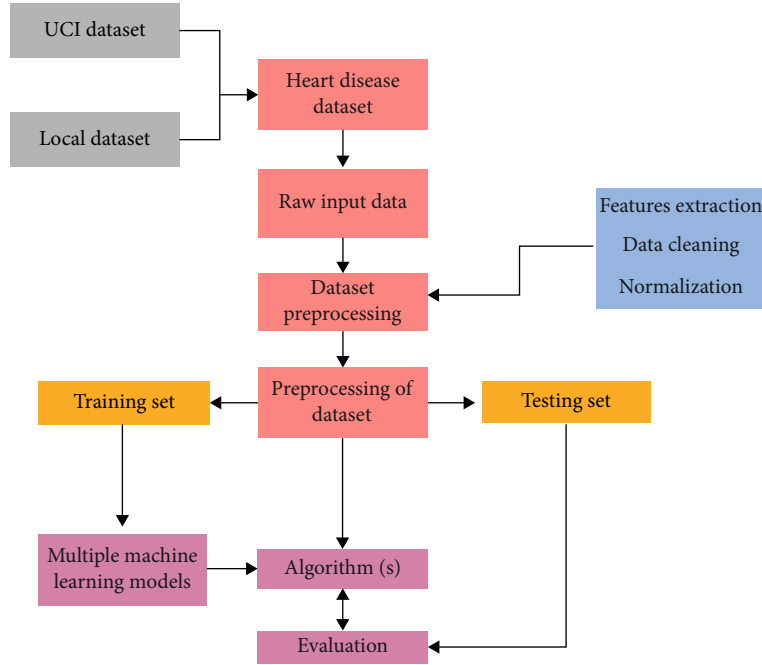 UCI dataset
Local dataset
Heart disease
dataset
Raw input data
Features extraction
Data cleaning
Normalization
Dataset
preprocessing
Preprocessing of
dataset
Training set
Testing set
Multiple machine
learning models
Algorithm (s)
Evaluation